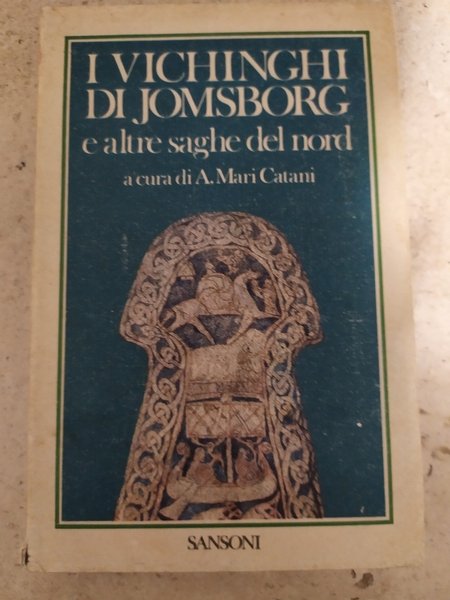 I VICHINGHI
DI JOMSBORG
e altre saghe del nord
a cura di A. Mari Catani
SANSONI